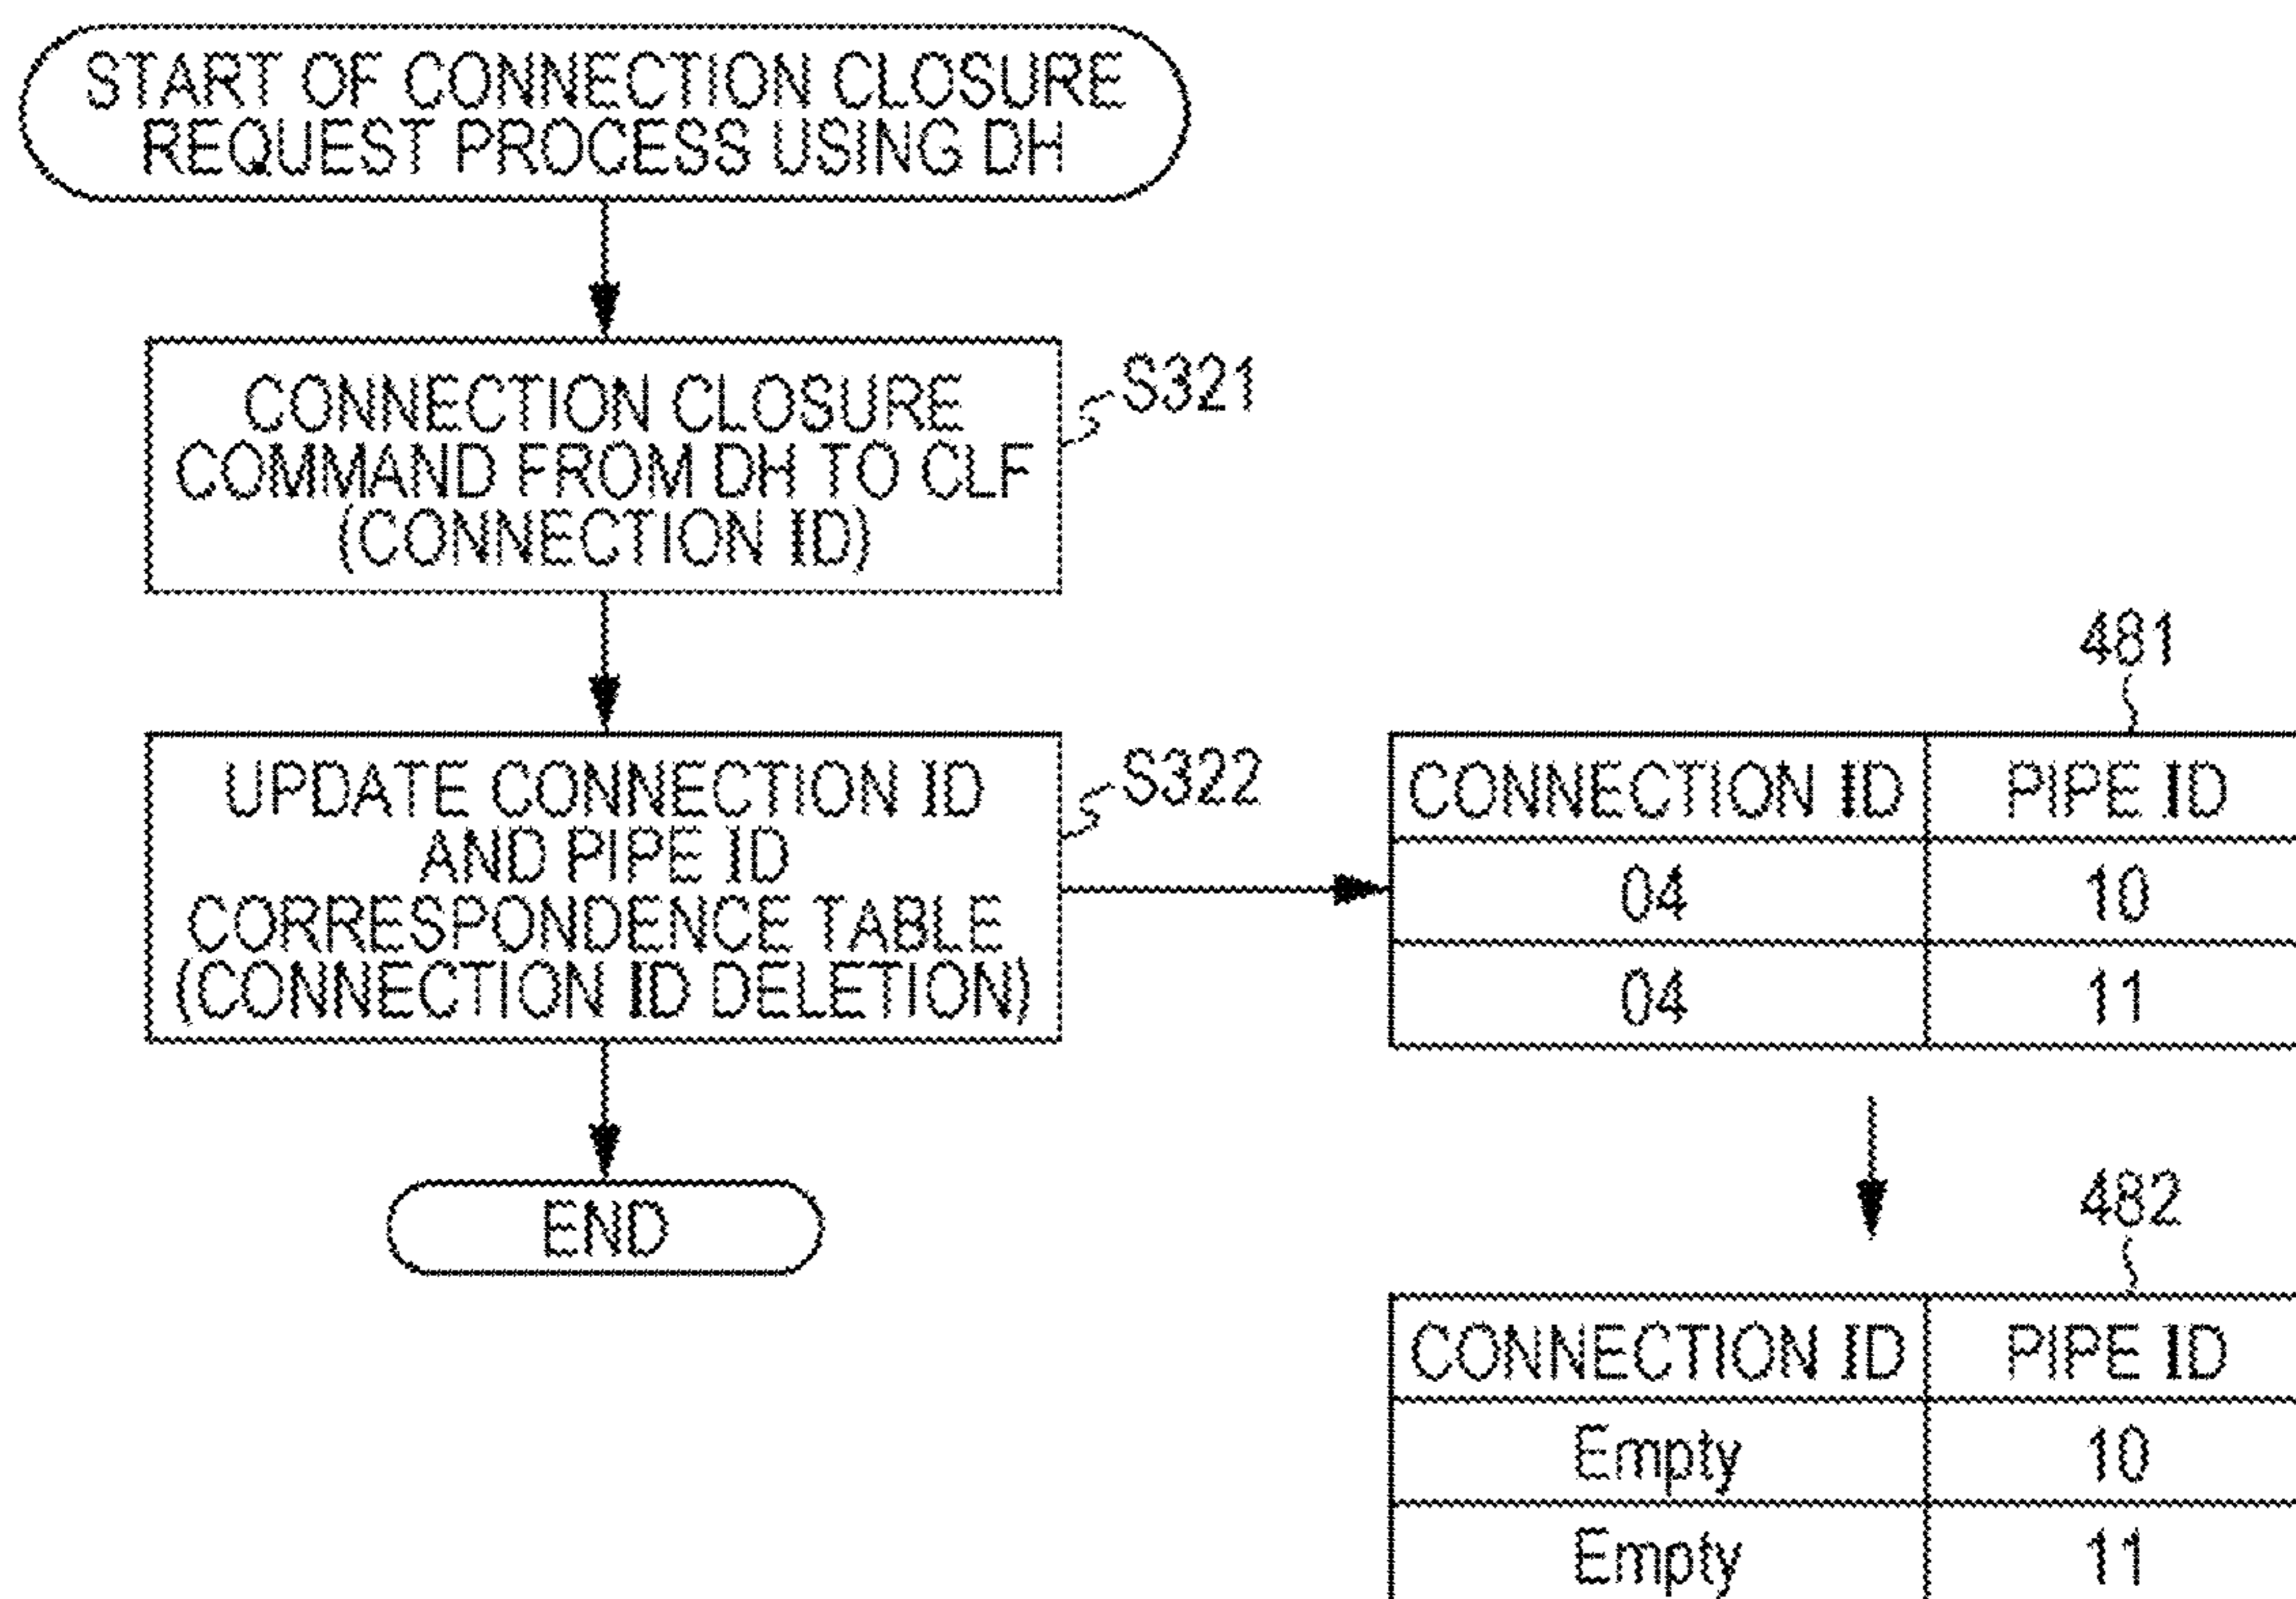 START OF CONNECTION CLOSURE
REQUEST PROCESS USING DH
CONNECTION CLOSURE
COMMAND FROM DH TO CLF
(CONNECTION ID)
S321
UPDATE CONNECTION ID
AND PIPE ID
CORRESPONDENCE TABLE
(CONNECTION ID DELETION)
S322
END
481
CONNECTION ID PIPE ID
04 10
04 11
482
CONNECTION ID PIPE ID
Empty 10
Empty 11